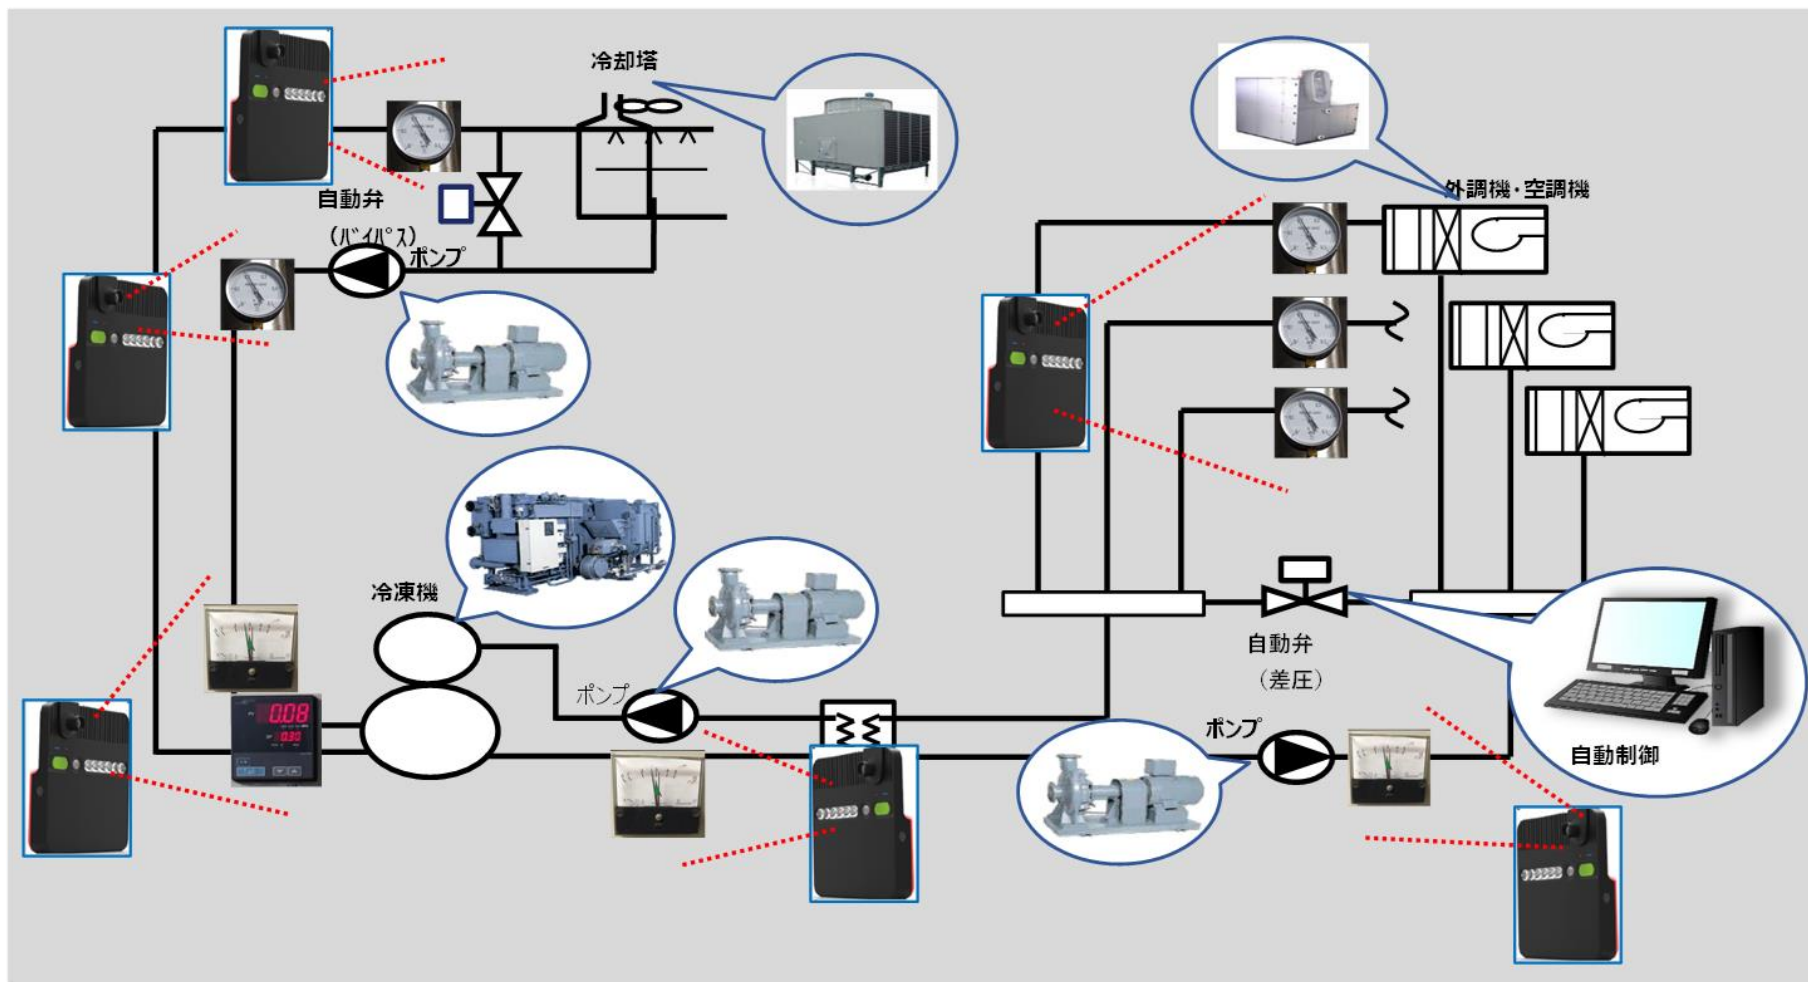 冷却塔
自動弁
(ﾊﾞｲﾊﾟｽ)
ポンプ
外調機・空調機
冷凍機
ポンプ
0.08
0.30
自動弁
（差圧）
ポンプ
自動制御